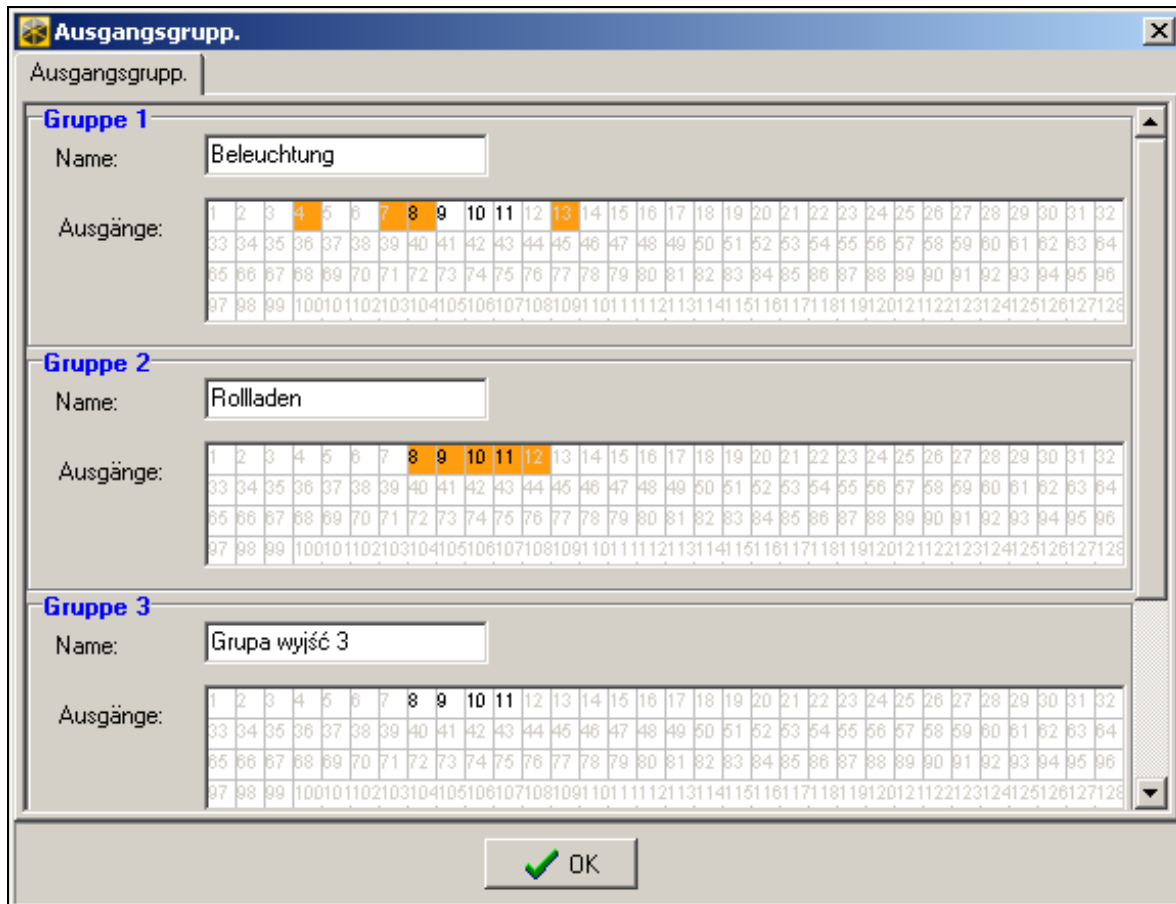 Ausgangsgrupp.
Ausgangsgrupp.
Gruppe 1
Name: Beleuchtung
Ausgänge:
1 2 3 4 5 6 7 8 9 10 11 12 13 14 15 16 17 18 19 20 21 22 23 24 25 26 27 28 29 30 31 32
33 34 35 36 37 38 39 40 41 42 43 44 45 46 47 48 49 50 51 52 53 54 55 56 57 58 59 60 61 62 63 64
65 66 67 68 69 70 71 72 73 74 75 76 77 78 79 80 81 82 83 84 85 86 87 88 89 90 91 92 93 94 95 96
97 98 99 100 101 102 103 104 105 106 107 108 109 110 111 112 113 114 115 116 117 118 119 120 121 122 123 124 125 126 127 128
Gruppe 2
Name: Rollladen
Ausgänge:
1 2 3 4 5 6 7 8 9 10 11 12 13 14 15 16 17 18 19 20 21 22 23 24 25 26 27 28 29 30 31 32
33 34 35 36 37 38 39 40 41 42 43 44 45 46 47 48 49 50 51 52 53 54 55 56 57 58 59 60 61 62 63 64
65 66 67 68 69 70 71 72 73 74 75 76 77 78 79 80 81 82 83 84 85 86 87 88 89 90 91 92 93 94 95 96
97 98 99 100 101 102 103 104 105 106 107 108 109 110 111 112 113 114 115 116 117 118 119 120 121 122 123 124 125 126 127 128
Gruppe 3
Name: Grupa wyjść 3
Ausgänge:
1 2 3 4 5 6 7 8 9 10 11 12 13 14 15 16 17 18 19 20 21 22 23 24 25 26 27 28 29 30 31 32
33 34 35 36 37 38 39 40 41 42 43 44 45 46 47 48 49 50 51 52 53 54 55 56 57 58 59 60 61 62 63 64
65 66 67 68 69 70 71 72 73 74 75 76 77 78 79 80 81 82 83 84 85 86 87 88 89 90 91 92 93 94 95 96
97 98 99 100 101 102 103 104 105 106 107 108 109 110 111 112 113 114 115 116 117 118 119 120 121 122 123 124 125 126 127 128
OK